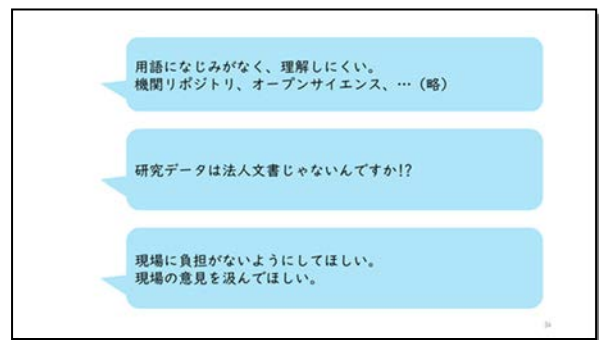 用語になじみがなく、理解しにくい。
機関リポジトリ、オープンサイエンス、…（略）
研究データは法人文書じゃないんですか!?
現場に負担がないようにしてほしい。
現場の意見を汲んでほしい。